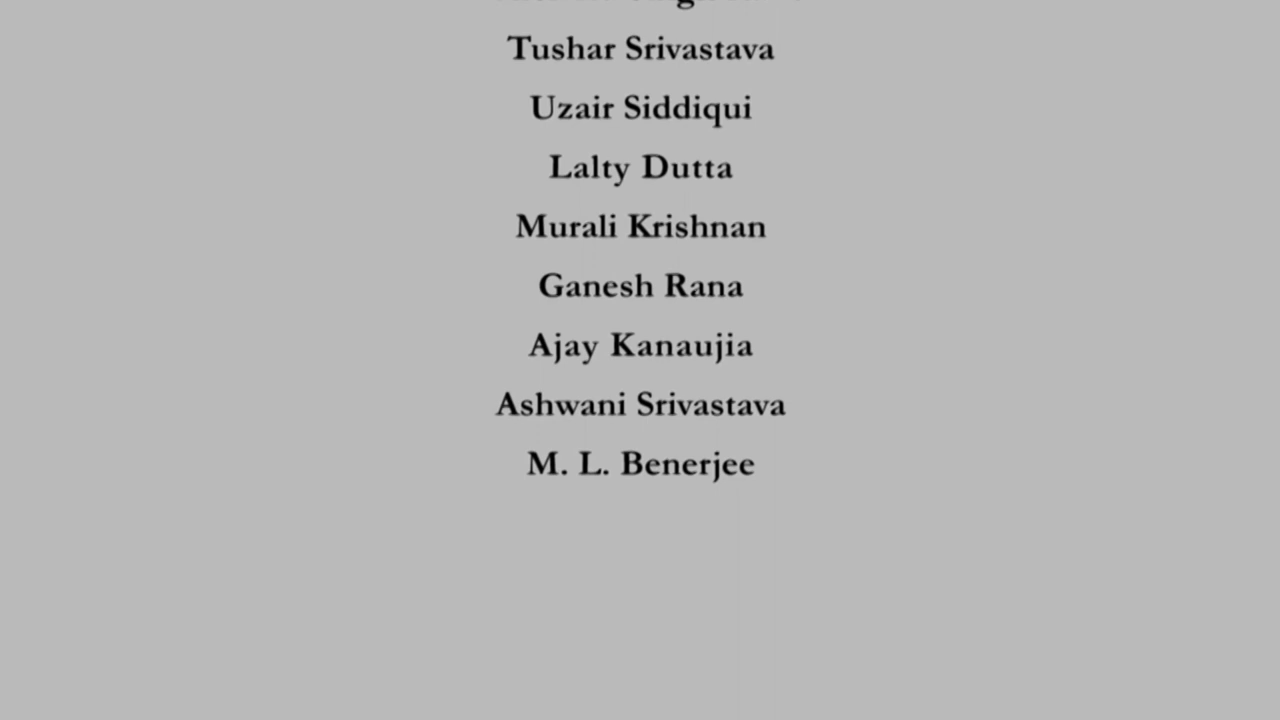 Tushar Srivastava
Uzair Siddiqui
Lalty Dutta
Murali Krishnan
Ganesh Rana
Ajay Kanaujia
Ashwani Srivastava
M. L. Benerjee